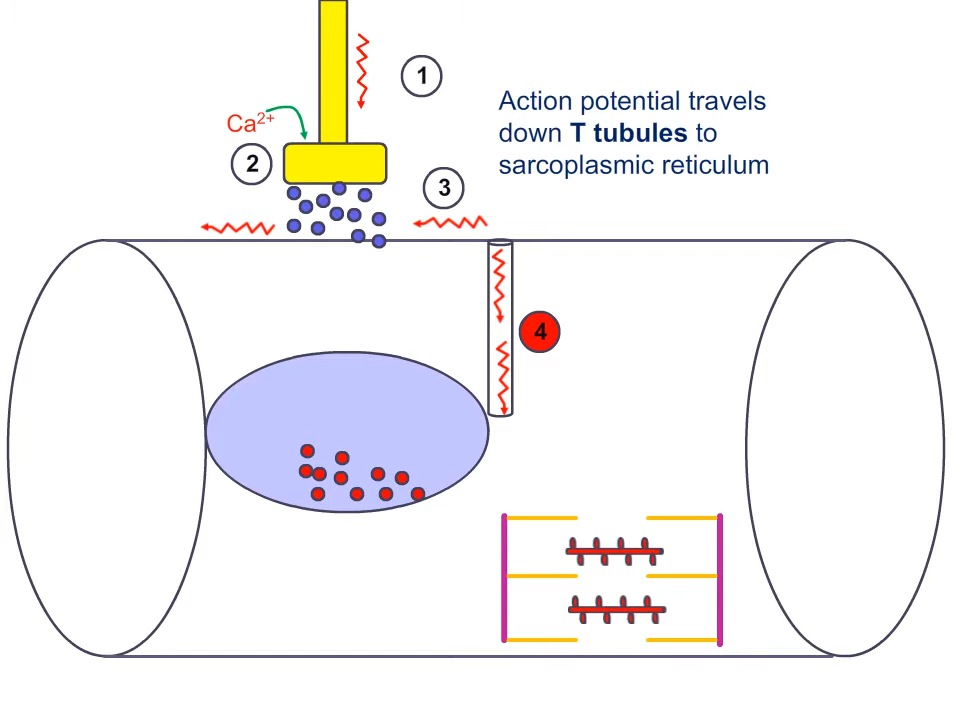 1
Action potential travels
down T tubules to
sarcoplasmic reticulum
Ca2+
2
3
4